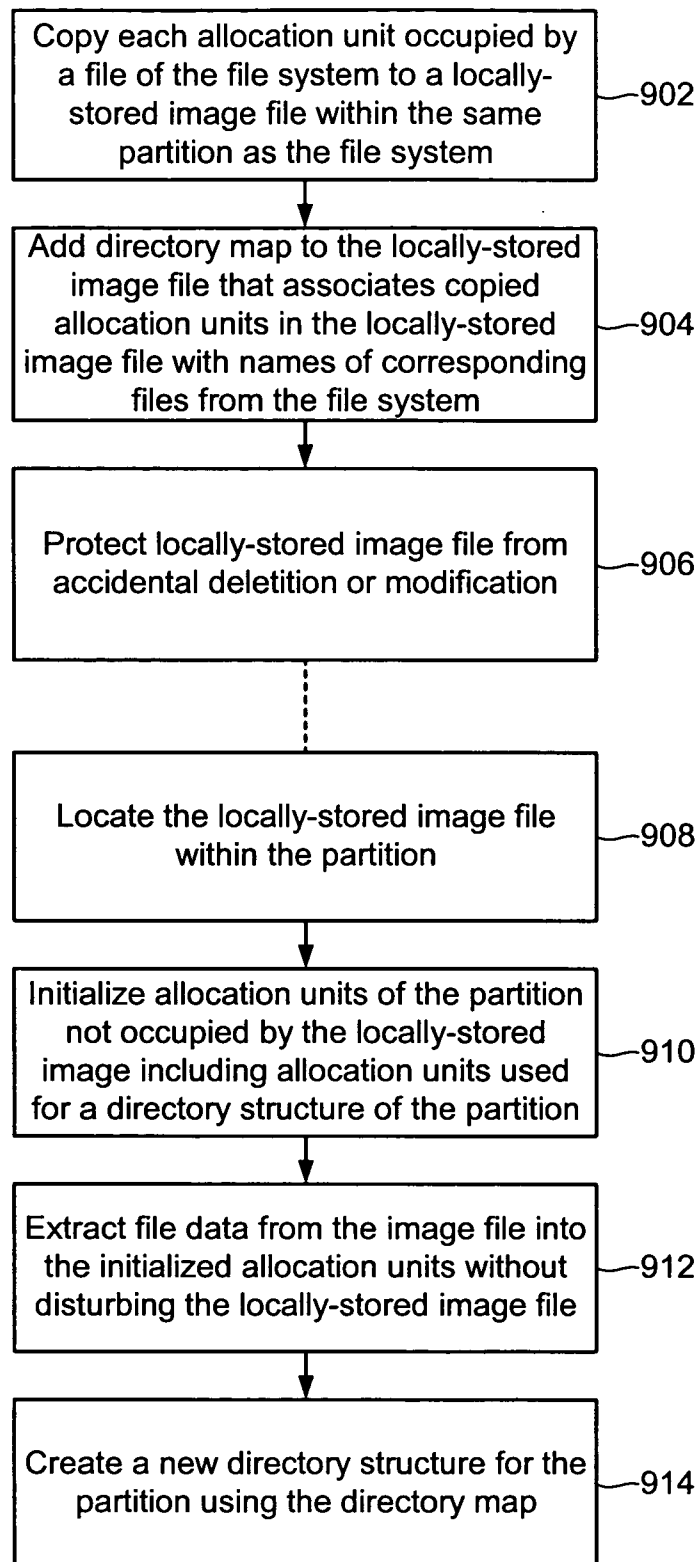 Copy each allocation unit occupied by
a file of the file system to a locally-
stored image file within the same
partition as the file system
902
Add directory map to the locally-stored
image file that associates copied
allocation units in the locally-stored
image file with names of corresponding
files from the file system
904
Protect locally-stored image file from
accidental deletition or modification
906
Locate the locally-stored image file
within the partition
908
Initialize allocation units of the partition
not occupied by the locally-stored
image including allocation units used
for a directory structure of the partition
910
Extract file data from the image file into
the initialized allocation units without
disturbing the locally-stored image file
912
Create a new directory structure for the
partition using the directory map
914